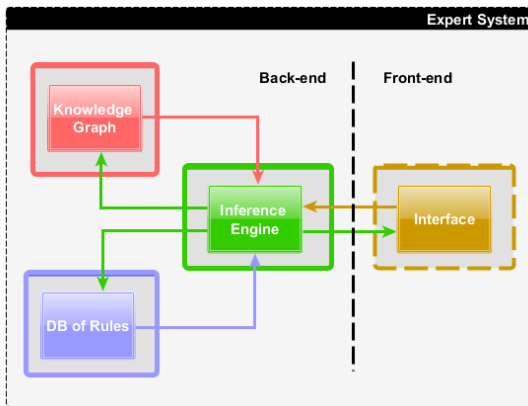 Expert System
Back-end
Front-end
Knowledge
Graph
Inference
Engine
Interface
DB of Rules